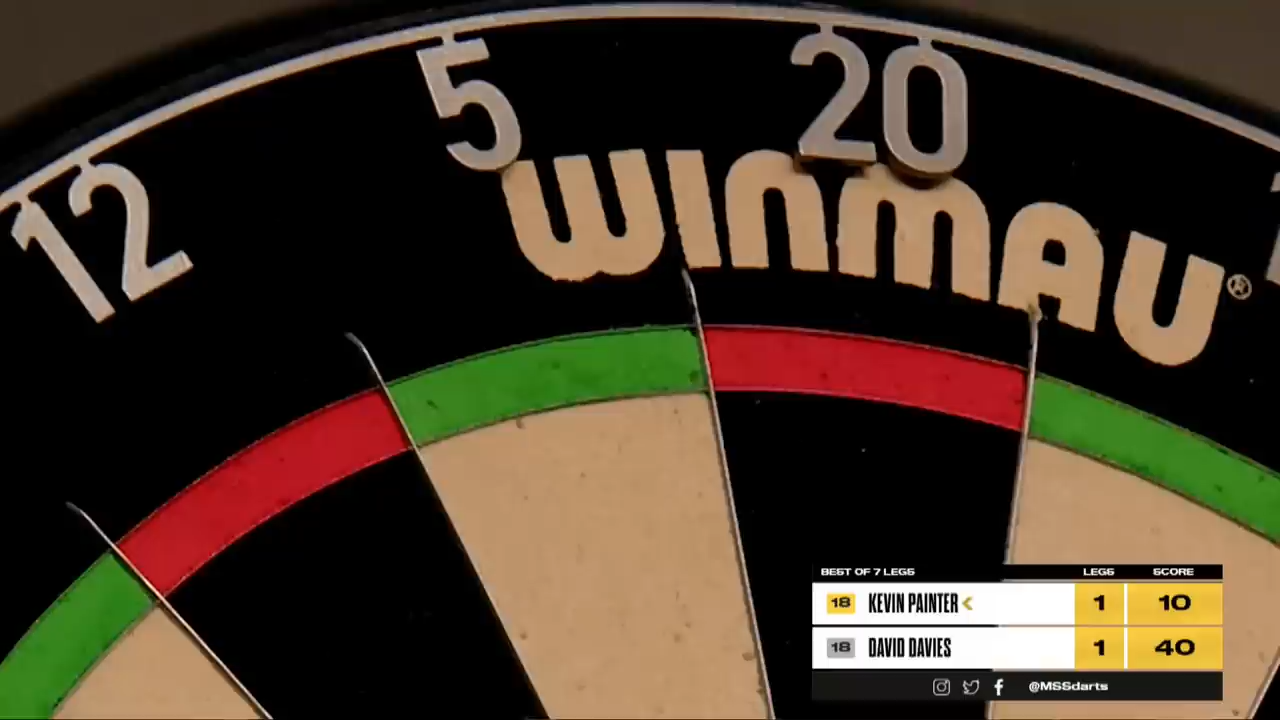 5
20
12
WINMAU®
BEST OF 7 LEGS LEGS SCORE
18 KEVIN PAINTER 1 10
18 DAVID DAVIES 1 40
@MSSdarts